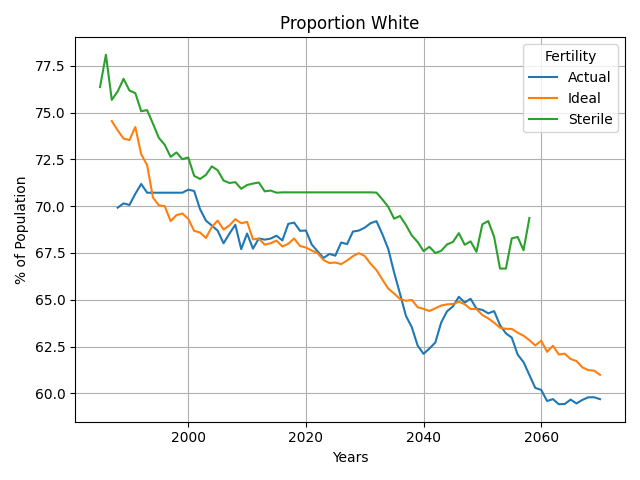 Proportion White
% of Population
77.5
75.0
72.5
70.0
67.5
65.0
62.5
60.0
Fertility
Actual
Ideal
Sterile
2000
2020
2040
2060
Years